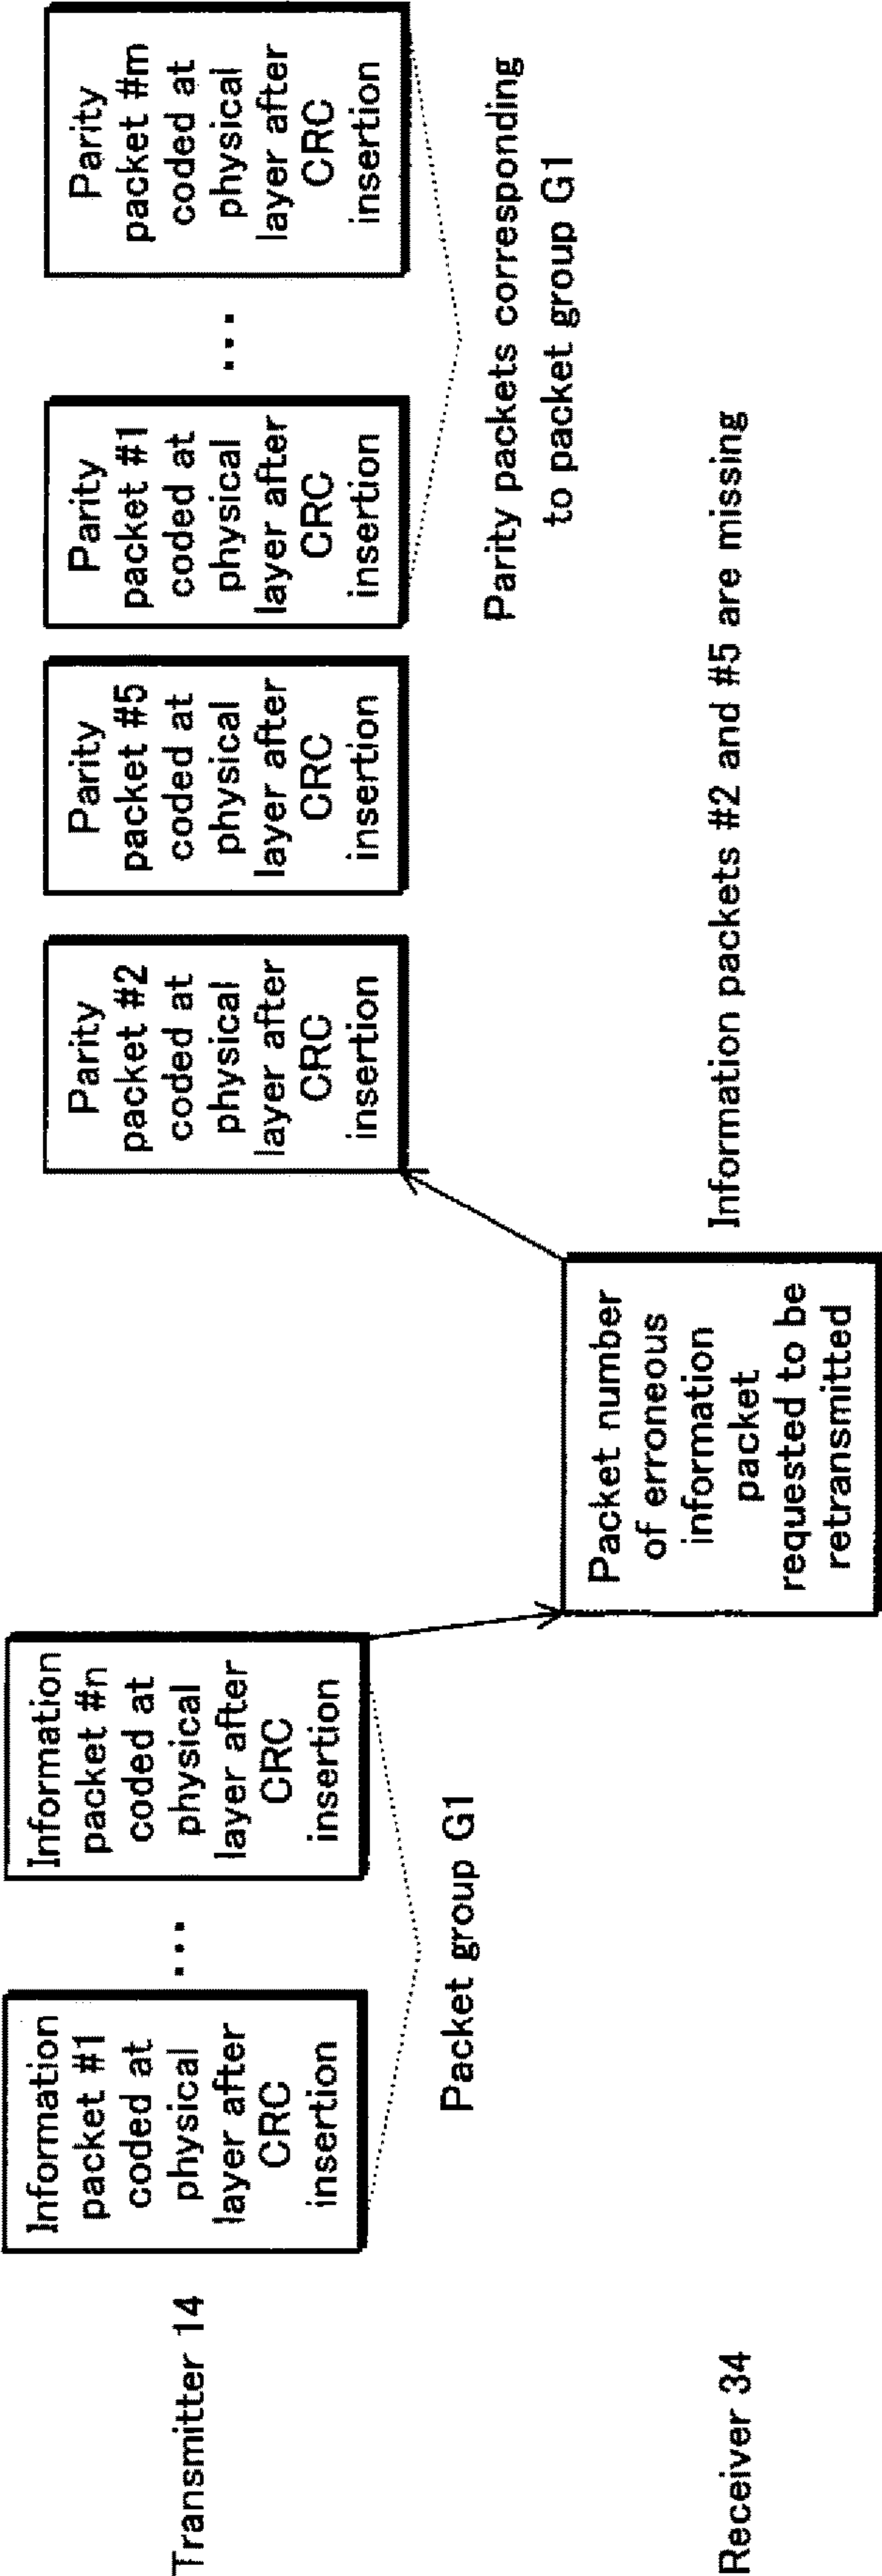 Transmitter 14
Information
packet #1
coded at
physical
layer after
CRC
insertion
...
Information
packet #n
coded at
physical
layer after
CRC
insertion
Packet group G1
Parity
packet #2
coded at
physical
layer after
CRC
insertion
Parity
packet #5
coded at
physical
layer after
CRC
insertion
Parity
packet #1
coded at
physical
layer after
CRC
insertion
...
Parity
packet #m
coded at
physical
layer after
CRC
insertion
Parity packets corresponding
to packet group G1
Receiver 34
Packet number
of erroneous
information
packet
requested to be
retransmitted
Information packets #2 and #5 are missing